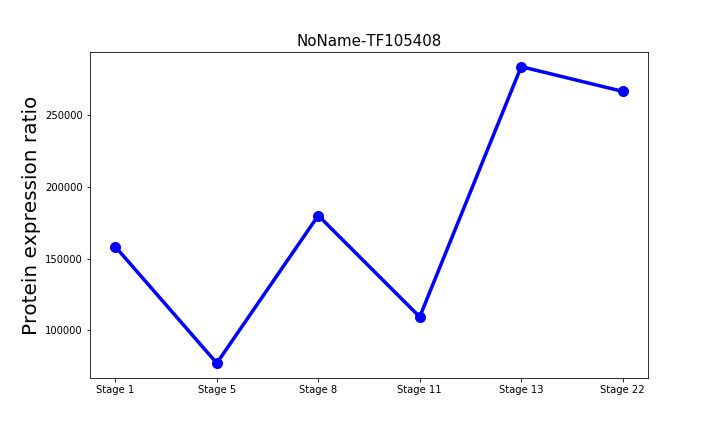 NoName-TF105408
Protein expression ratio
250000
200000
150000
100000
Stage 1
Stage 5
Stage 8
Stage 11
Stage 13
Stage 22